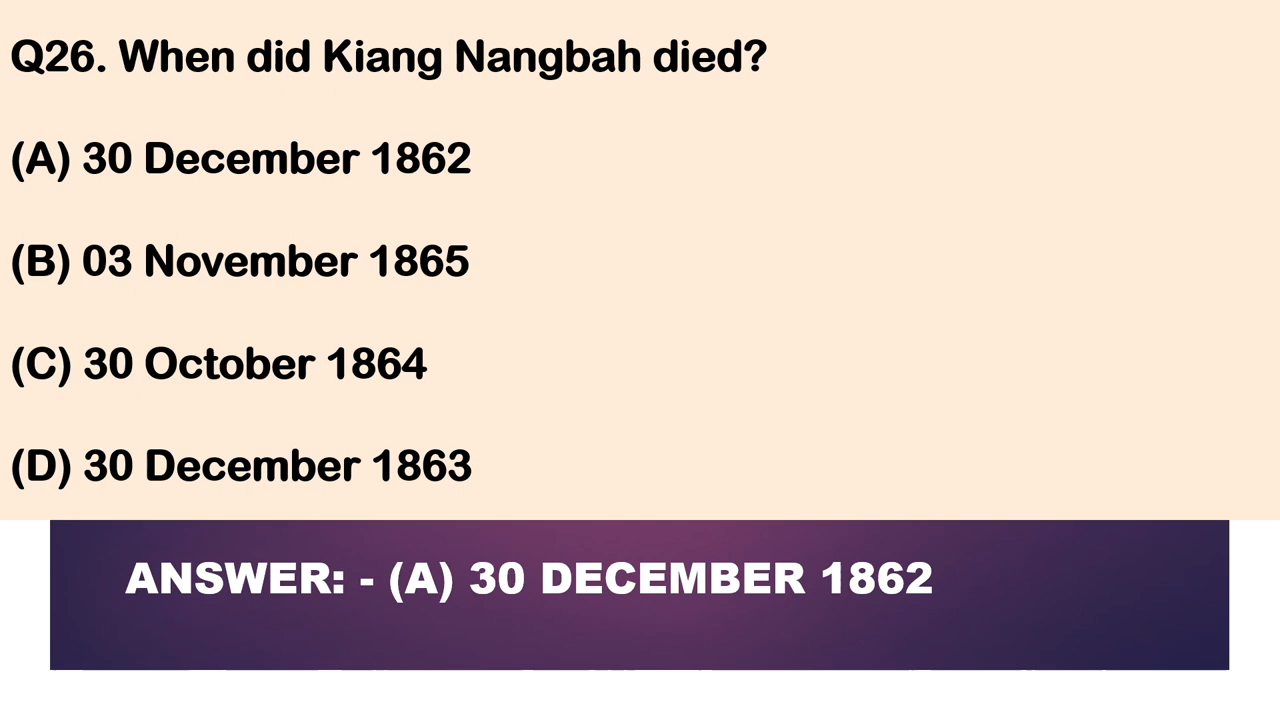 Q26. When did Kiang Nangbah died?
(A) 30 December 1862
(B) 03 November 1865
(C) 30 October 1864
(D) 30 December 1863
ANSWER: - (A) 30 DECEMBER 1862